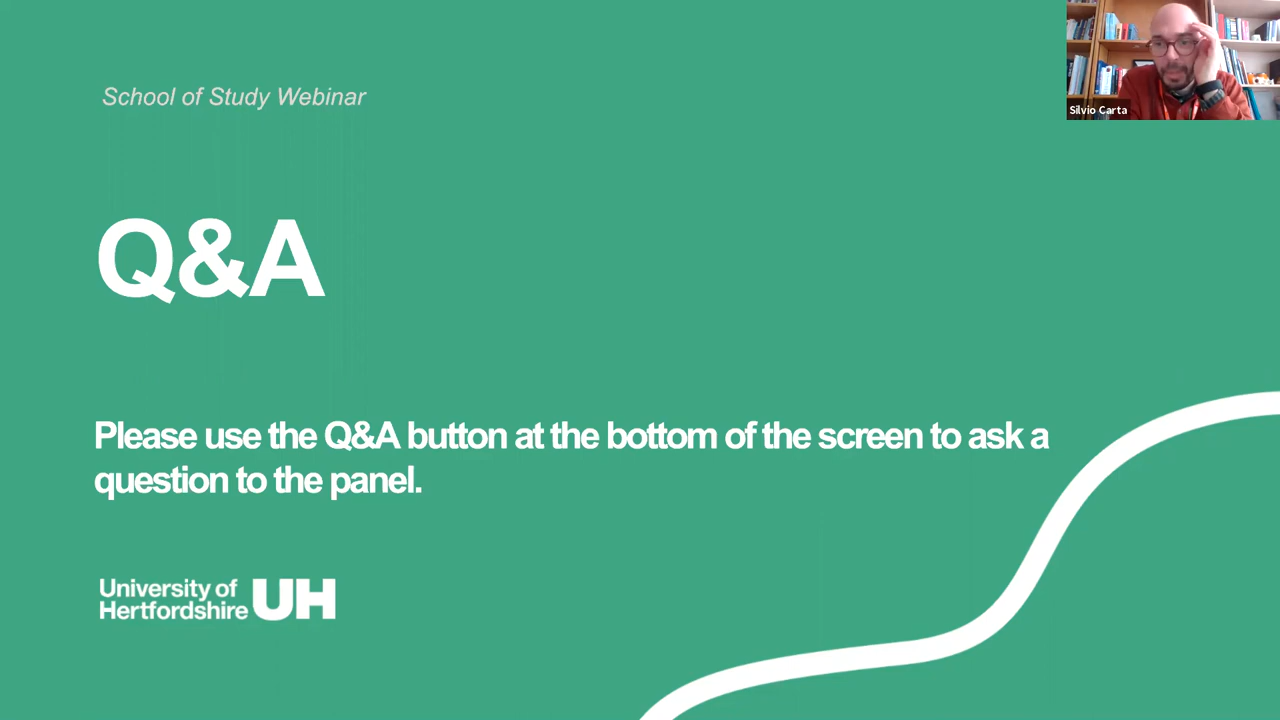 School of Study Webinar
Silvio Carta
Q&A
Please use the Q&A button at the bottom of the screen to ask a
question to the panel.
University of
Hertfordshire UH